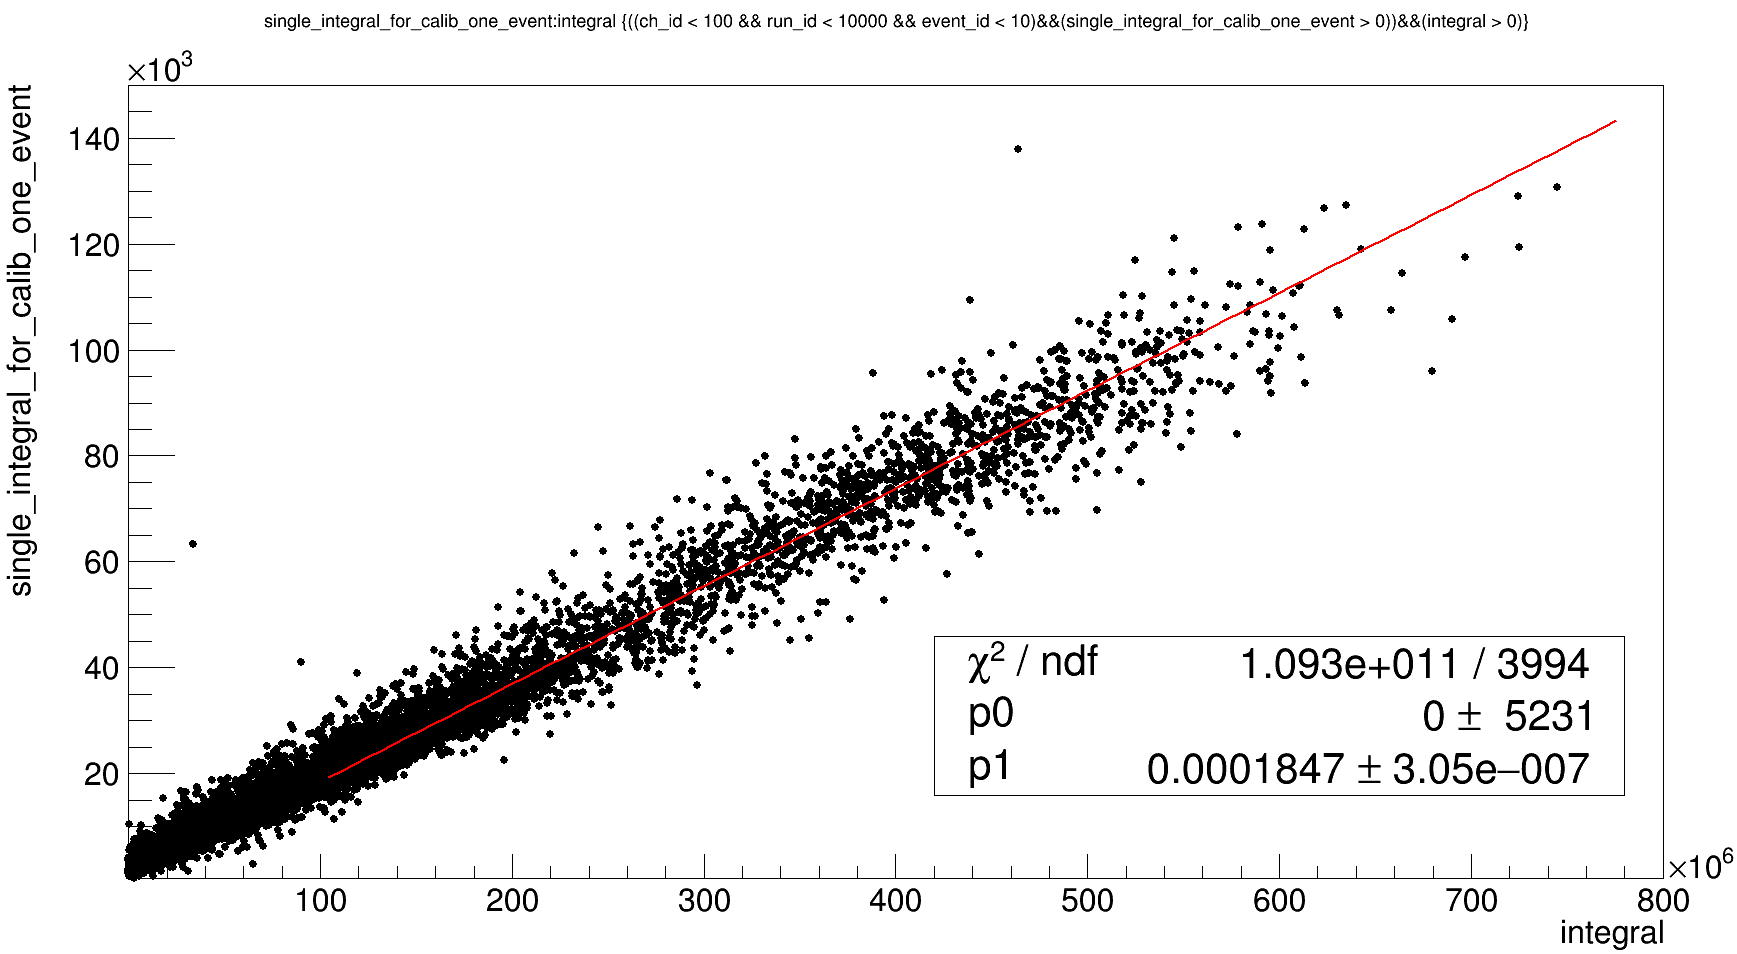 single_integral_for_calib_one_event:integral {((ch_id < 100 && run_id < 10000 && event_id < 10)&&(single_integral_for_calib_one_event > 0))&&(integral > 0)}
×10³
single_integral_for_calib_one_event
140
120
100
80
60
40
20
χ² / ndf 1.093e+011 / 3994
p0 0 ± 5231
p1 0.0001847 ± 3.05e−007
100 200 300 400 500 600 700 800
×10⁶
integral